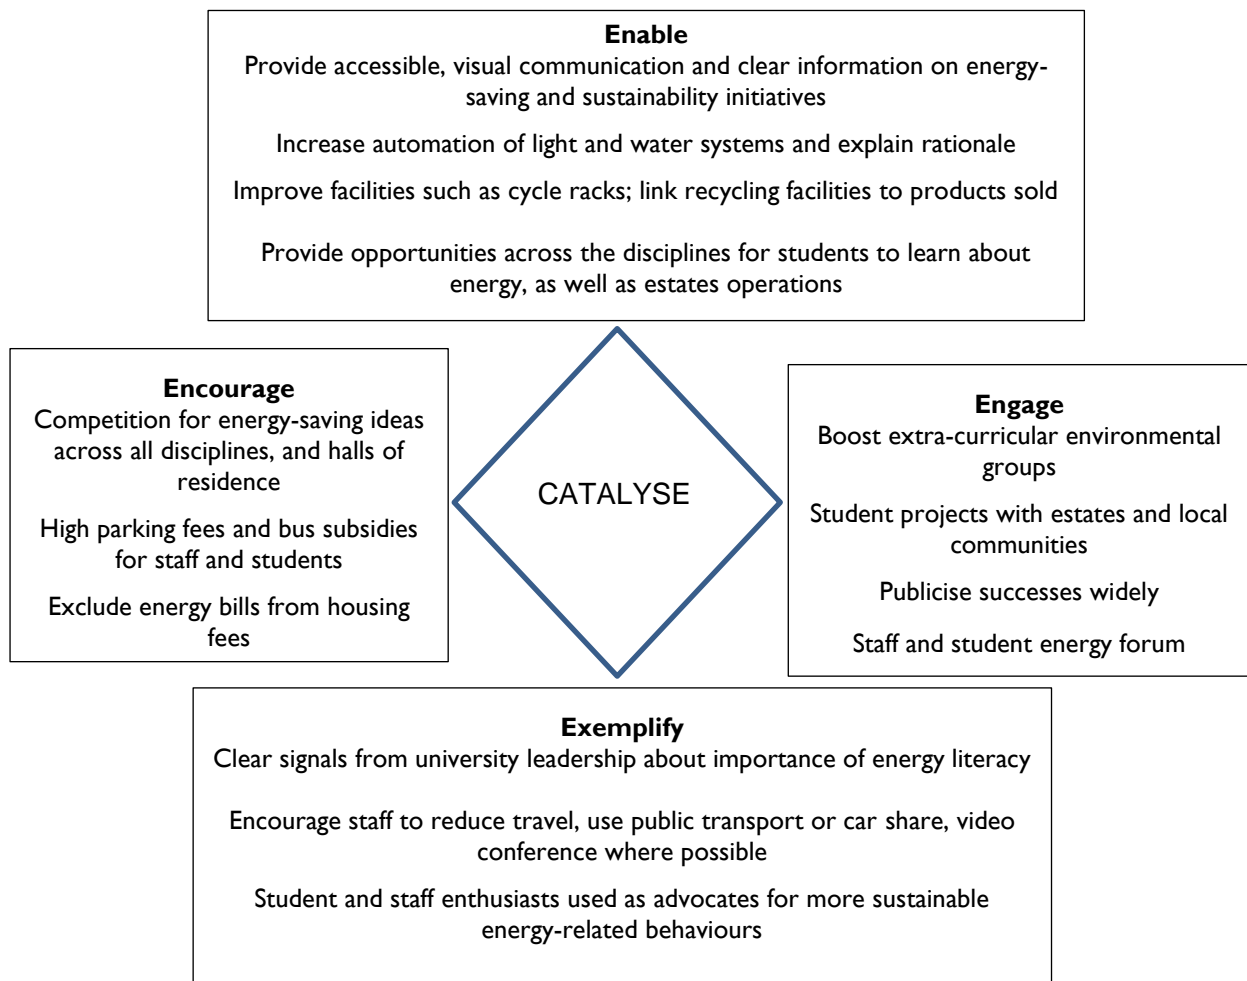 Enable
Provide accessible, visual communication and clear information on energy-
saving and sustainability initiatives
Increase automation of light and water systems and explain rationale
Improve facilities such as cycle racks; link recycling facilities to products sold
Provide opportunities across the disciplines for students to learn about
energy, as well as estates operations
Encourage
Competition for energy-saving ideas
across all disciplines, and halls of
residence
High parking fees and bus subsidies
for staff and students
Exclude energy bills from housing
fees
CATALYSE
Engage
Boost extra-curricular environmental
groups
Student projects with estates and local
communities
Publicise successes widely
Staff and student energy forum
Exemplify
Clear signals from university leadership about importance of energy literacy
Encourage staff to reduce travel, use public transport or car share, video
conference where possible
Student and staff enthusiasts used as advocates for more sustainable
energy-related behaviours